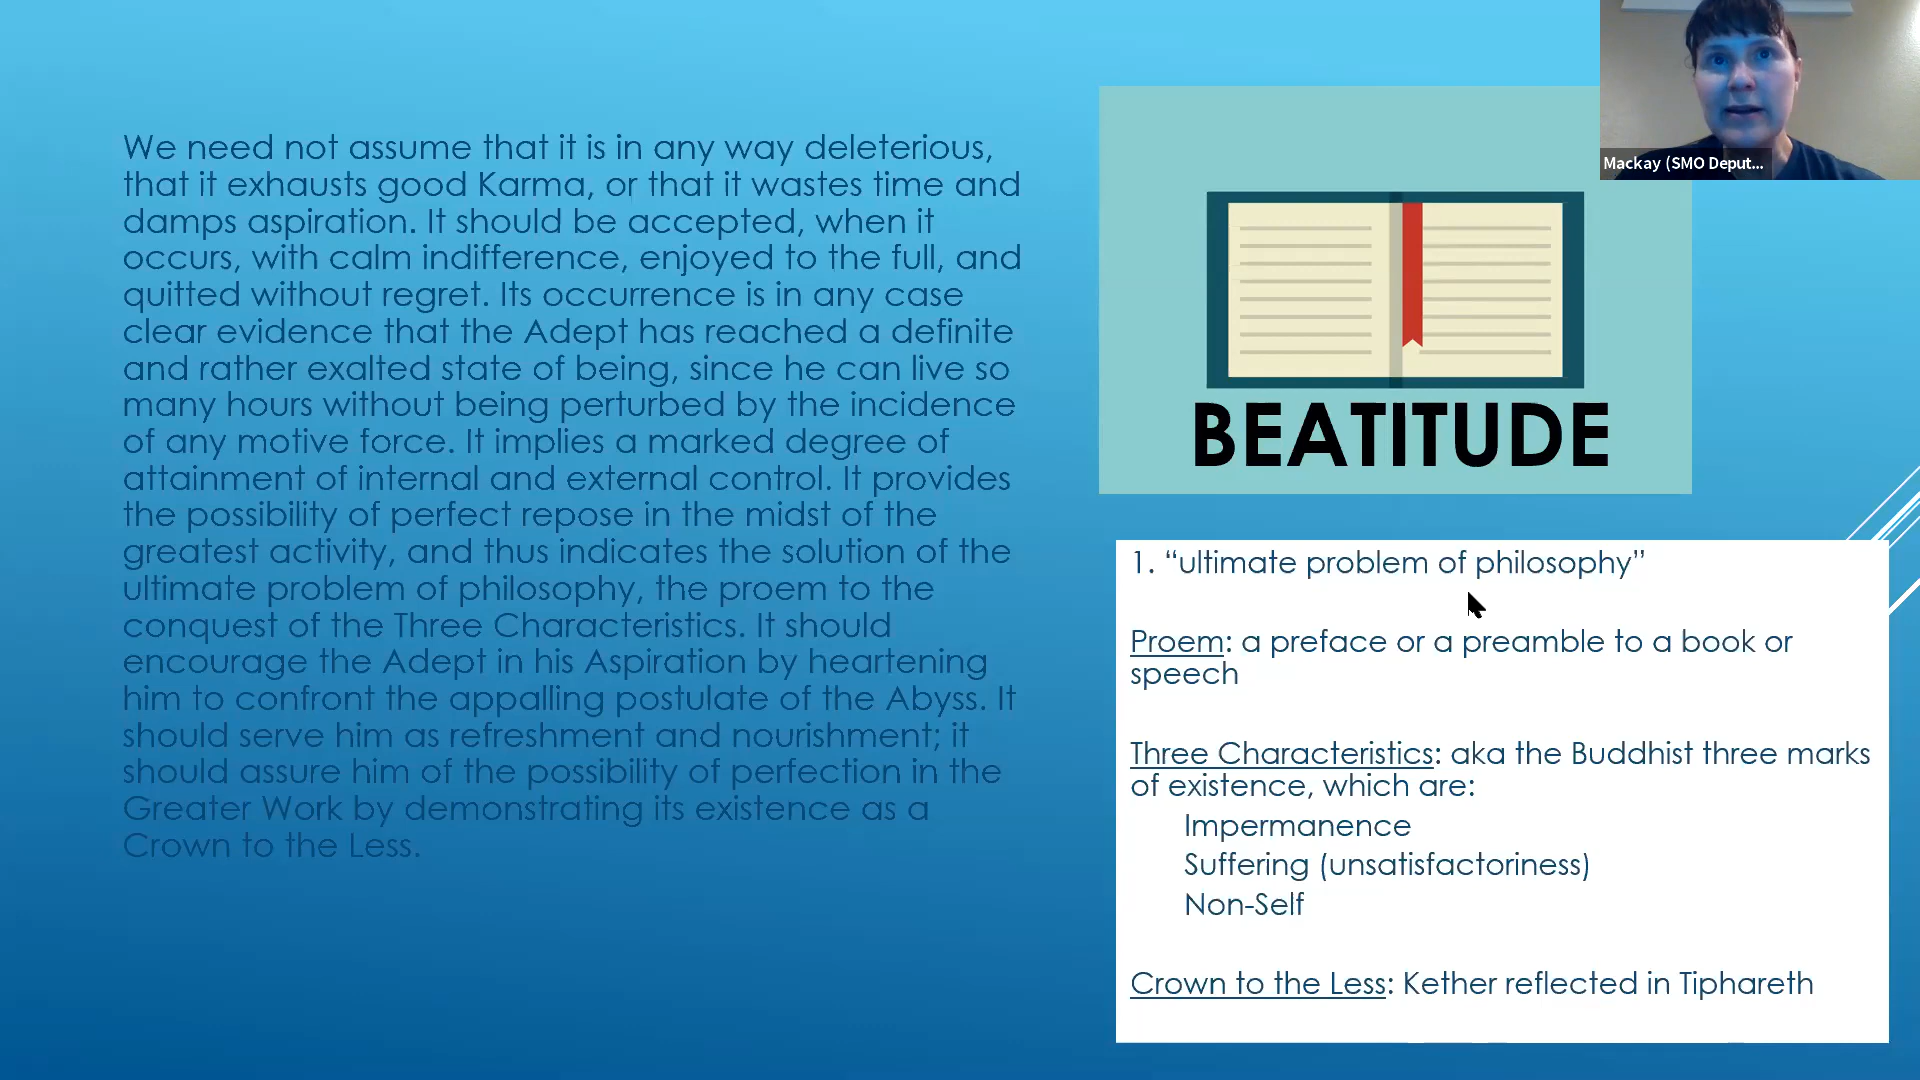 We need not assume that it is in any way deleterious,
that it exhausts good Karma, or that it wastes time and
damps aspiration. It should be accepted, when it
occurs, with calm indifference, enjoyed to the full, and
quitted without regret. Its occurrence is in any case
clear evidence that the Adept has reached a definite
and rather exalted state of being, since he can live so
many hours without being perturbed by the incidence
of any motive force. It implies a marked degree of
attainment of internal and external control. It provides
the possibility of perfect repose in the midst of the
greatest activity, and thus indicates the solution of the
ultimate problem of philosophy, the proem to the
conquest of the Three Characteristics. It should
encourage the Adept in his Aspiration by heartening
him to confront the appalling postulate of the Abyss. It
should serve him as refreshment and nourishment; it
should assure him of the possibility of perfection in the
Greater Work by demonstrating its existence as a
Crown to the Less.
Mackay (SMO Deput...
BEATITUDE
1. “ultimate problem of philosophy”
Proem: a preface or a preamble to a book or
speech
Three Characteristics: aka the Buddhist three marks
of existence, which are:
Impermanence
Suffering (unsatisfactoriness)
Non-Self
Crown to the Less: Kether reflected in Tiphareth